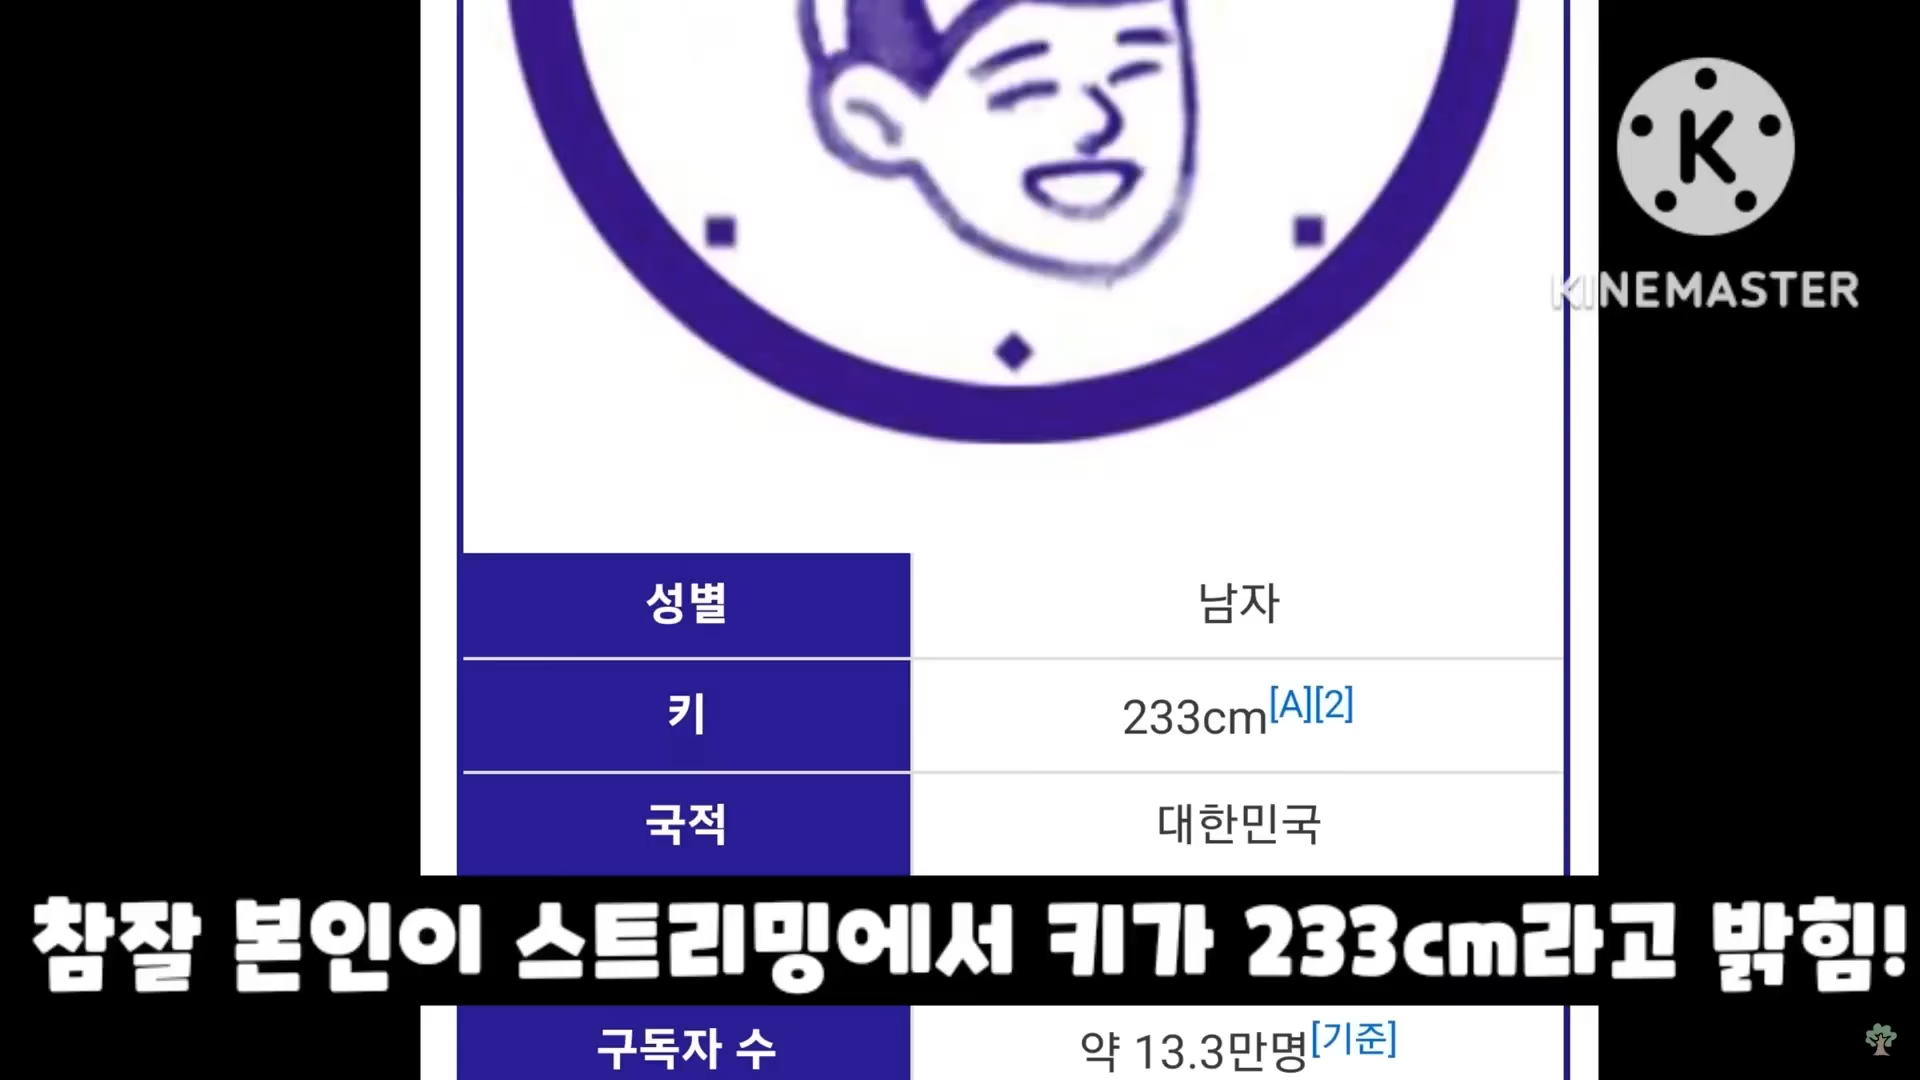 K
KINEMASTER
성별 남자
키 233cm[A][2]
국적 대한민국
참잘 본인이 스트리밍에서 키가 233cm라고 밝힘!
구독자 수 약 13.3만명[기준]